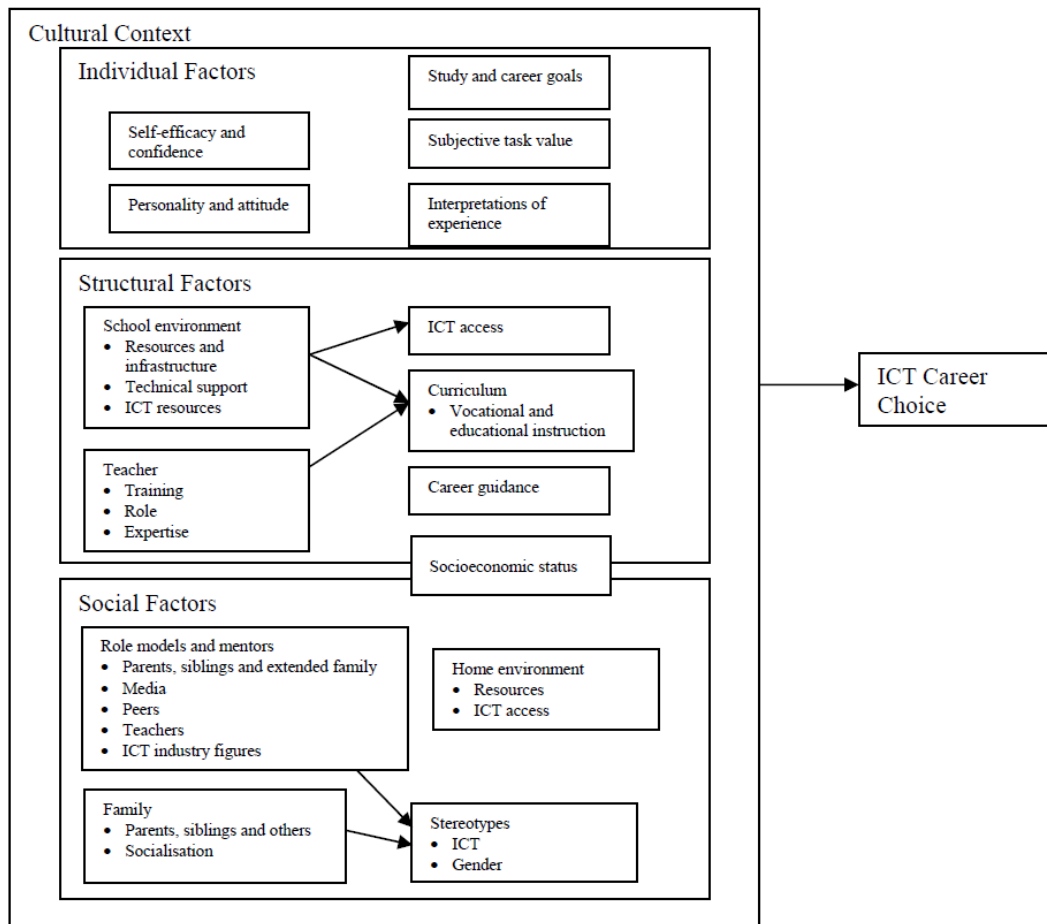 Cultural Context
Individual Factors
Study and career goals
Self-efficacy and
confidence
Subjective task value
Personality and attitude
Interpretations of
experience
Structural Factors
School environment
• Resources and
infrastructure
• Technical support
• ICT resources
ICT access
Curriculum
• Vocational and
educational instruction
Teacher
• Training
• Role
• Expertise
Career guidance
Socioeconomic status
Social Factors
Role models and mentors
• Parents, siblings and extended family
• Media
• Peers
• Teachers
• ICT industry figures
Home environment
• Resources
• ICT access
Family
• Parents, siblings and others
• Socialisation
Stereotypes
• ICT
• Gender
ICT Career
Choice